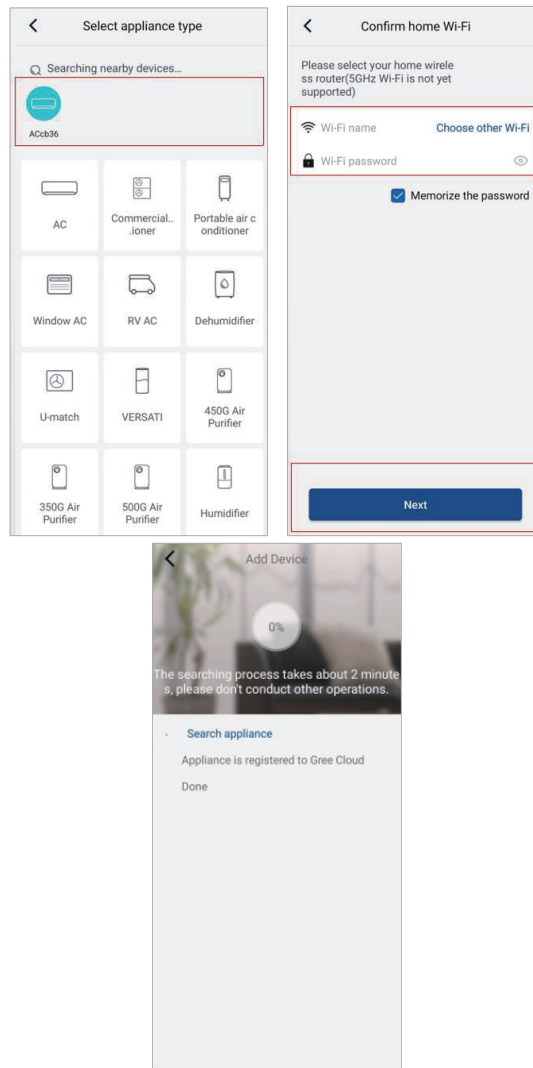 Select appliance type
Searching nearby devices...
ACcb36
AC
Commercial..
.ioner
Portable air c
onditioner
Window AC
RV AC
Dehumidifier
U-match
VERSATI
450G Air
Purifier
350G Air
Purifier
500G Air
Purifier
Humidifier
Confirm home Wi-Fi
Please select your home wirele
ss router(5GHz Wi-Fi is not yet
supported)
Wi-Fi name Choose other Wi-Fi
Wi-Fi password
Memorize the password
Next
Add Device
0%
The searching process takes about 2 minute
s, please don't conduct other operations.
Search appliance
Appliance is registered to Gree Cloud
Done